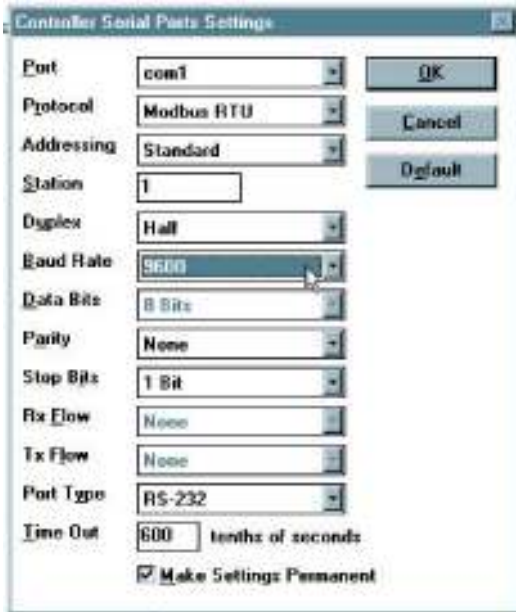 Controller Serial Ports Settings
Port com1 OK
Protocol Modbus RTU Cancel
Addressing Standard Default
Station 1
Duplex Half
Baud Rate 9600
Data Bits 8 Bits
Parity None
Stop Bits 1 Bit
Rx Flow None
Tx Flow None
Port Type RS-232
Time Out 600 tenths of seconds
Make Settings Permanent